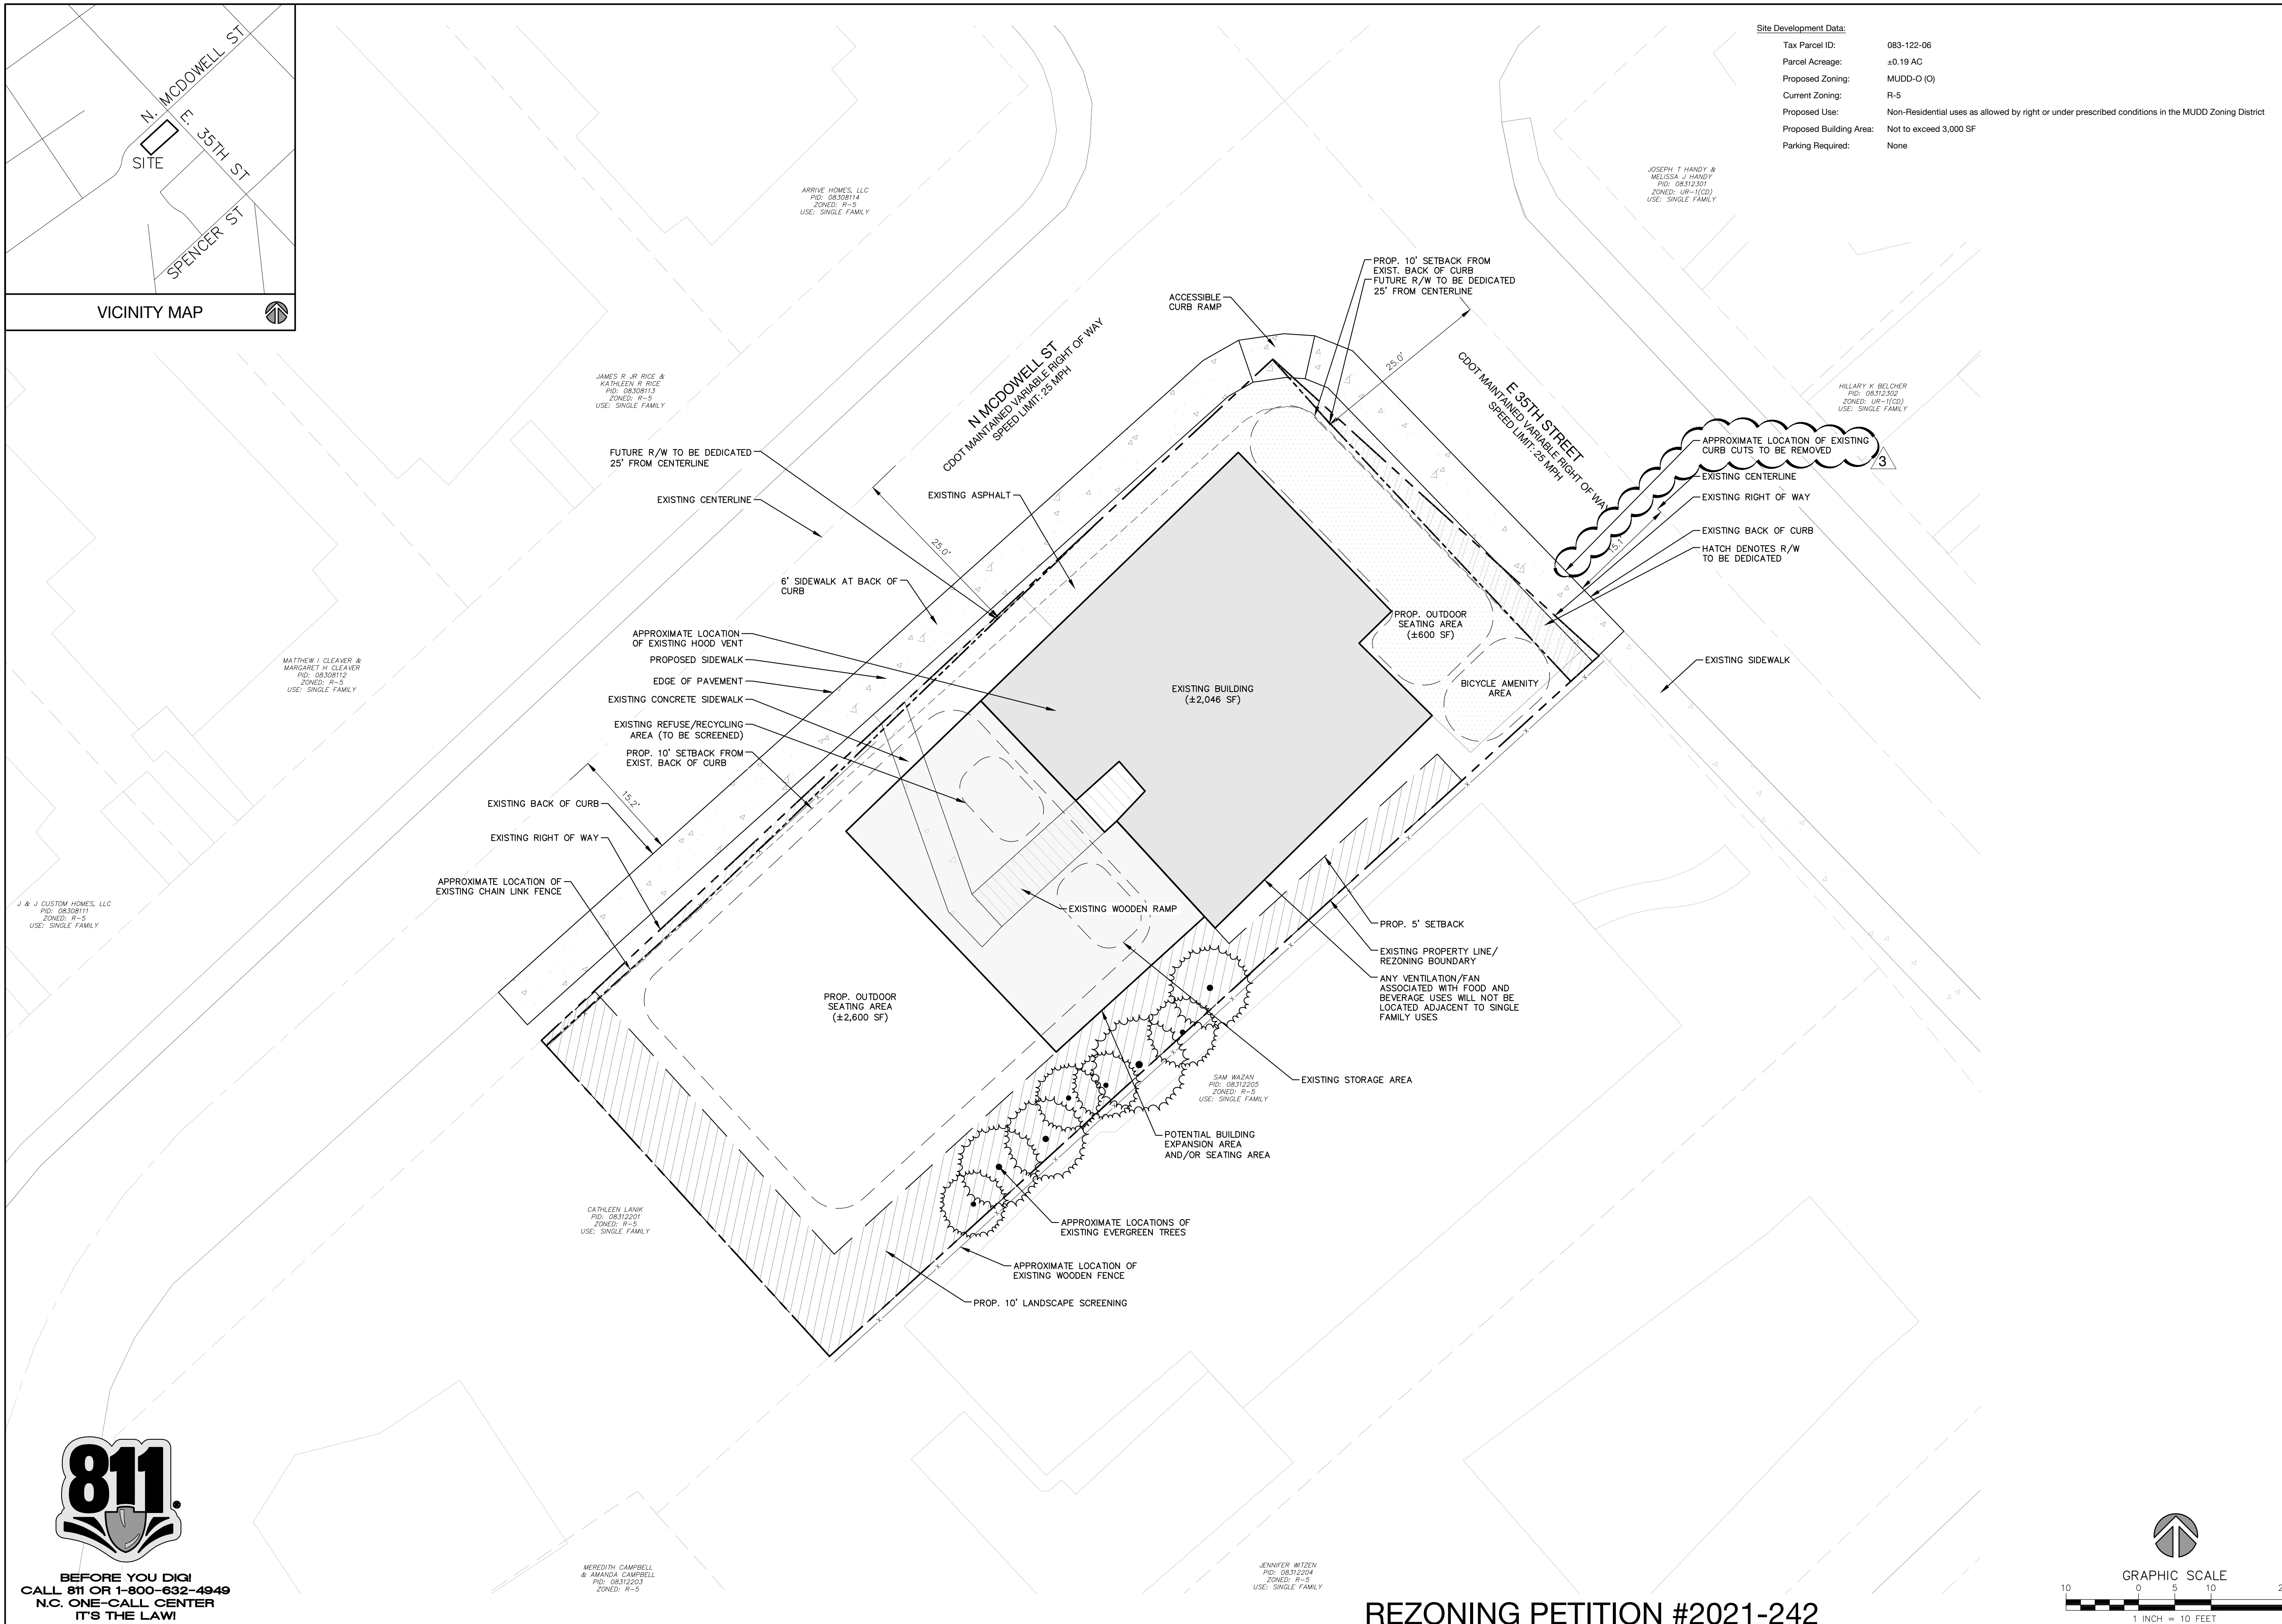 N. MCDOWELL ST
E. 35TH ST
SITE
SPENCER ST
VICINITY MAP
Site Development Data:
Tax Parcel ID: 083-122-06
Parcel Acreage: ±0.19 AC
Proposed Zoning: MUDD-O (O)
Current Zoning: R-5
Proposed Use: Non-Residential uses as allowed by right or under prescribed conditions in the MUDD Zoning District
Proposed Building Area: Not to exceed 3,000 SF
Parking Required: None
ARRIVE HOMES, LLC
PID: 08308114
ZONED: R-5
USE: SINGLE FAMILY
JOSEPH T HANDY &
MELISSA J HANDY
PID: 08312301
ZONED: UR-1(CD)
USE: SINGLE FAMILY
PROP. 10' SETBACK FROM
EXIST. BACK OF CURB
FUTURE R/W TO BE DEDICATED
25' FROM CENTERLINE
ACCESSIBLE
CURB RAMP
25.0'
N MCDOWELL ST
CDOT MAINTAINED VARIABLE RIGHT OF WAY
SPEED LIMIT: 25 MPH
E 35TH STREET
CDOT MAINTAINED VARIABLE RIGHT OF WAY
SPEED LIMIT: 25 MPH
JAMES R JR RICE &
KATHLEEN R RICE
PID: 08308113
ZONED: R-5
USE: SINGLE FAMILY
HILLARY K BELCHER
PID: 08312302
ZONED: UR-1(CD)
USE: SINGLE FAMILY
APPROXIMATE LOCATION OF EXISTING
CURB CUTS TO BE REMOVED
3
EXISTING CENTERLINE
EXISTING RIGHT OF WAY
EXISTING BACK OF CURB
HATCH DENOTES R/W
TO BE DEDICATED
15.1'
FUTURE R/W TO BE DEDICATED
25' FROM CENTERLINE
EXISTING CENTERLINE
EXISTING ASPHALT
25.0'
6' SIDEWALK AT BACK OF
CURB
APPROXIMATE LOCATION
OF EXISTING HOOD VENT
PROPOSED SIDEWALK
EDGE OF PAVEMENT
EXISTING CONCRETE SIDEWALK
EXISTING REFUSE/RECYCLING
AREA (TO BE SCREENED)
PROP. 10' SETBACK FROM
EXIST. BACK OF CURB
PROP. OUTDOOR
SEATING AREA
(±600 SF)
BICYCLE AMENITY
AREA
EXISTING SIDEWALK
EXISTING BUILDING
(±2,046 SF)
MATTHEW I CLEAVER &
MARGARET H CLEAVER
PID: 08308112
ZONED: R-5
USE: SINGLE FAMILY
15.2'
EXISTING BACK OF CURB
EXISTING RIGHT OF WAY
APPROXIMATE LOCATION OF
EXISTING CHAIN LINK FENCE
J & J CUSTOM HOMES, LLC
PID: 08308111
ZONED: R-5
USE: SINGLE FAMILY
EXISTING WOODEN RAMP
PROP. 5' SETBACK
EXISTING PROPERTY LINE/
REZONING BOUNDARY
ANY VENTILATION/FAN
ASSOCIATED WITH FOOD AND
BEVERAGE USES WILL NOT BE
LOCATED ADJACENT TO SINGLE
FAMILY USES
PROP. OUTDOOR
SEATING AREA
(±2,600 SF)
SAM WAZAN
PID: 08312205
ZONED: R-5
USE: SINGLE FAMILY
EXISTING STORAGE AREA
POTENTIAL BUILDING
EXPANSION AREA
AND/OR SEATING AREA
CATHLEEN LANIK
PID: 08312201
ZONED: R-5
USE: SINGLE FAMILY
APPROXIMATE LOCATIONS OF
EXISTING EVERGREEN TREES
APPROXIMATE LOCATION OF
EXISTING WOODEN FENCE
PROP. 10' LANDSCAPE SCREENING
811
BEFORE YOU DIG!
CALL 811 OR 1-800-632-4949
N.C. ONE-CALL CENTER
IT'S THE LAW!
MEREDITH CAMPBELL
& AMANDA CAMPBELL
PID: 08312203
ZONED: R-5
JENNIFER WITZEN
PID: 08312204
ZONED: R-5
USE: SINGLE FAMILY
REZONING PETITION #2021-242
GRAPHIC SCALE
10 0 5 10
1 INCH = 10 FEET